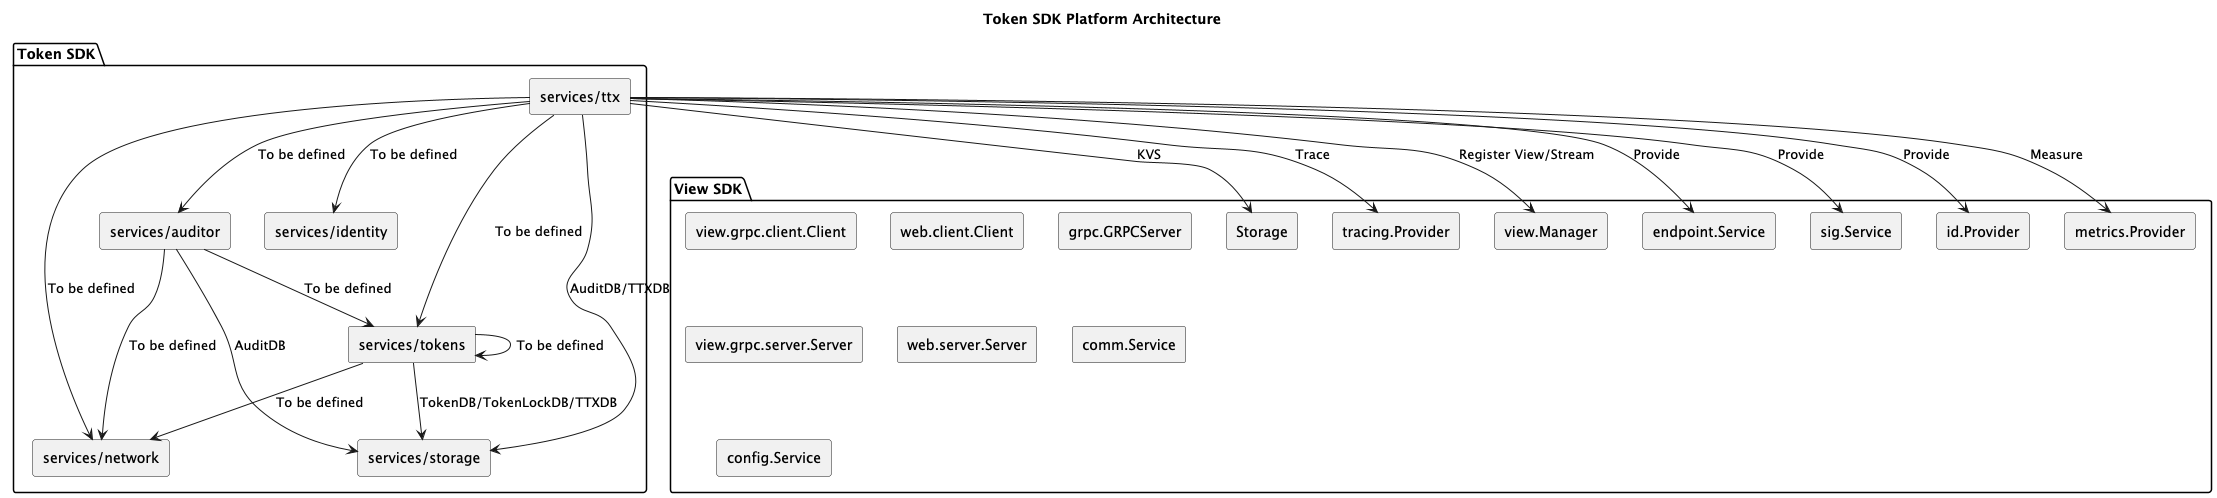 Token SDK Platform Architecture
Token SDK
services/ttx
To be defined
To be defined
KVS
Trace
Register View/Stream
Provide
Provide
Provide
Measure
View SDK
services/auditor
services/identity
To be defined
view.grpc.client.Client
web.client.Client
grpc.GRPCServer
Storage
tracing.Provider
view.Manager
endpoint.Service
sig.Service
id.Provider
metrics.Provider
To be defined
To be defined
AuditDB/TTXDB
To be defined
AuditDB
services/tokens
To be defined
view.grpc.server.Server
web.server.Server
comm.Service
To be defined
TokenDB/TokenLockDB/TTXDB
services/network
services/storage
config.Service